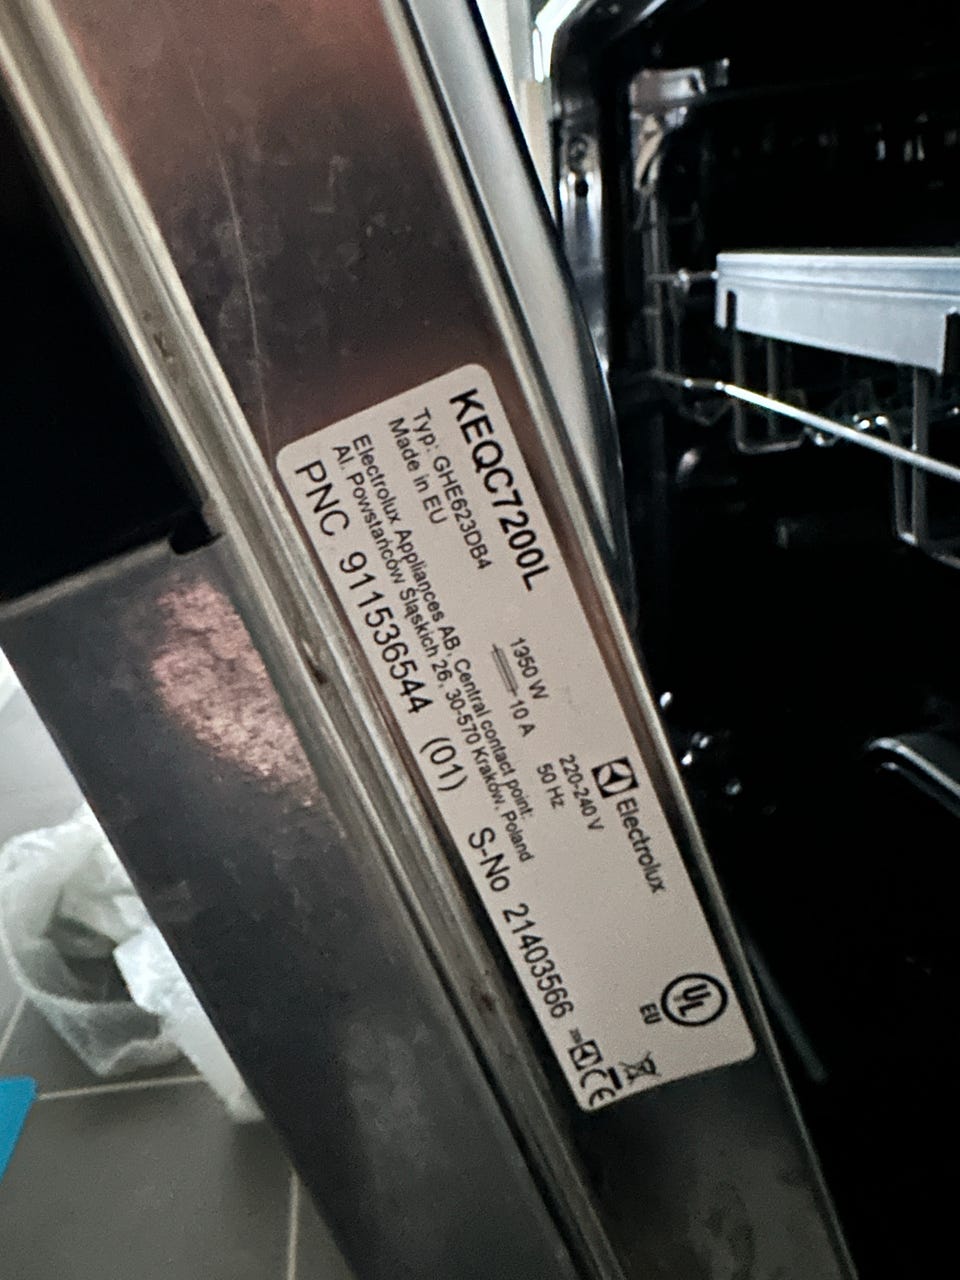 KEQC7200L
Typ: GHE623DB4
Made in EU
1350 W
10 A
220-240 V
50 Hz
Electrolux
Electrolux Appliances AB, Central contact point:
Al. Powstańców Śląskich 26, 30-570 Kraków, Poland
PNC 911536544 (01) S-No 21403566
UL
EU
CE